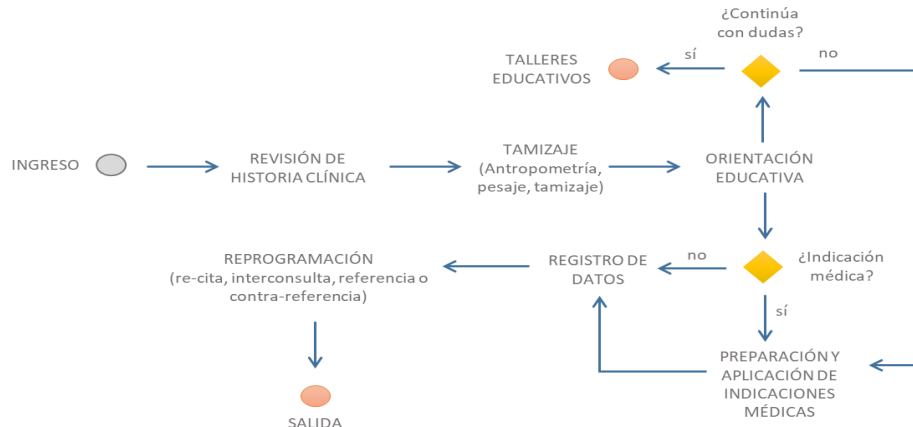 ¿Continúa
con dudas?
TALLERES
EDUCATIVOS
sí
no
INGRESO
REVISIÓN DE
HISTORIA CLÍNICA
TAMIZAJE
(Antropometría,
pesaje, tamizaje)
ORIENTACIÓN
EDUCATIVA
REPROGRAMACIÓN
(re-cita, interconsulta, referencia o
contra-referencia)
REGISTRO DE
DATOS
no
¿Indicación
médica?
sí
PREPARACIÓN Y
APLICACIÓN DE
INDICACIONES
MÉDICAS
SALIDA